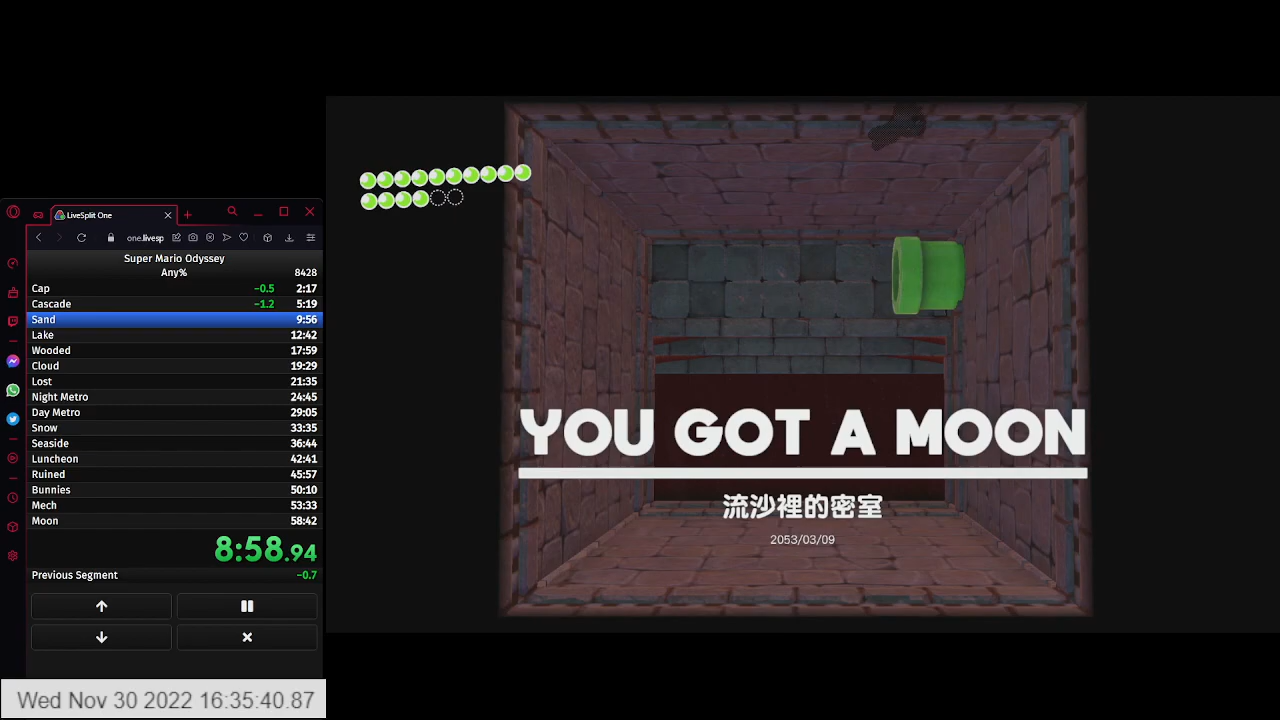 LiveSplit One
one.livesp
Super Mario Odyssey
Any% 8428
Cap −0.5 2:17
Cascade −1.2 5:19
Sand 9:56
Lake 12:42
Wooded 17:59
Cloud 19:29
Lost 21:35
Night Metro 24:45
Day Metro 29:05
Snow 33:35
Seaside 36:44
Luncheon 42:41
Ruined 45:57
Bunnies 50:10
Mech 53:33
Moon 58:42
8:58.94
Previous Segment −0.7
Wed Nov 30 2022 16:35:40.87
YOU GOT A MOON
流沙裡的密室
2053/03/09